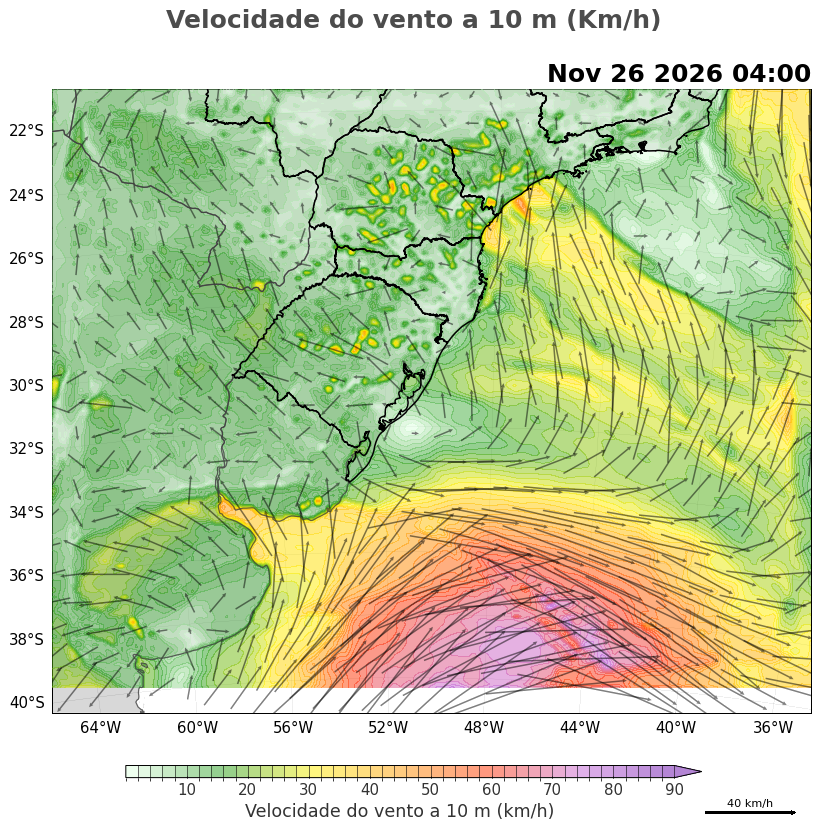 Velocidade do vento a 10 m (Km/h)
Nov 26 2026 04:00
22°S
24°S
26°S
28°S
30°S
32°S
34°S
36°S
38°S
40°S
64°W 60°W 56°W 52°W 48°W 44°W 40°W 36°W
10 20 30 40 50 60 70 80 90
Velocidade do vento a 10 m (km/h)
40 km/h